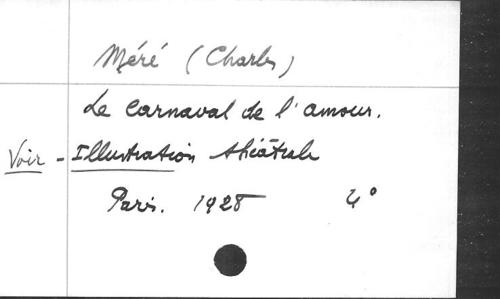 Méré (Charles)
Le Carnaval de l'amour.
Voir - Illustration théâtrale
Paris. 1928 4°